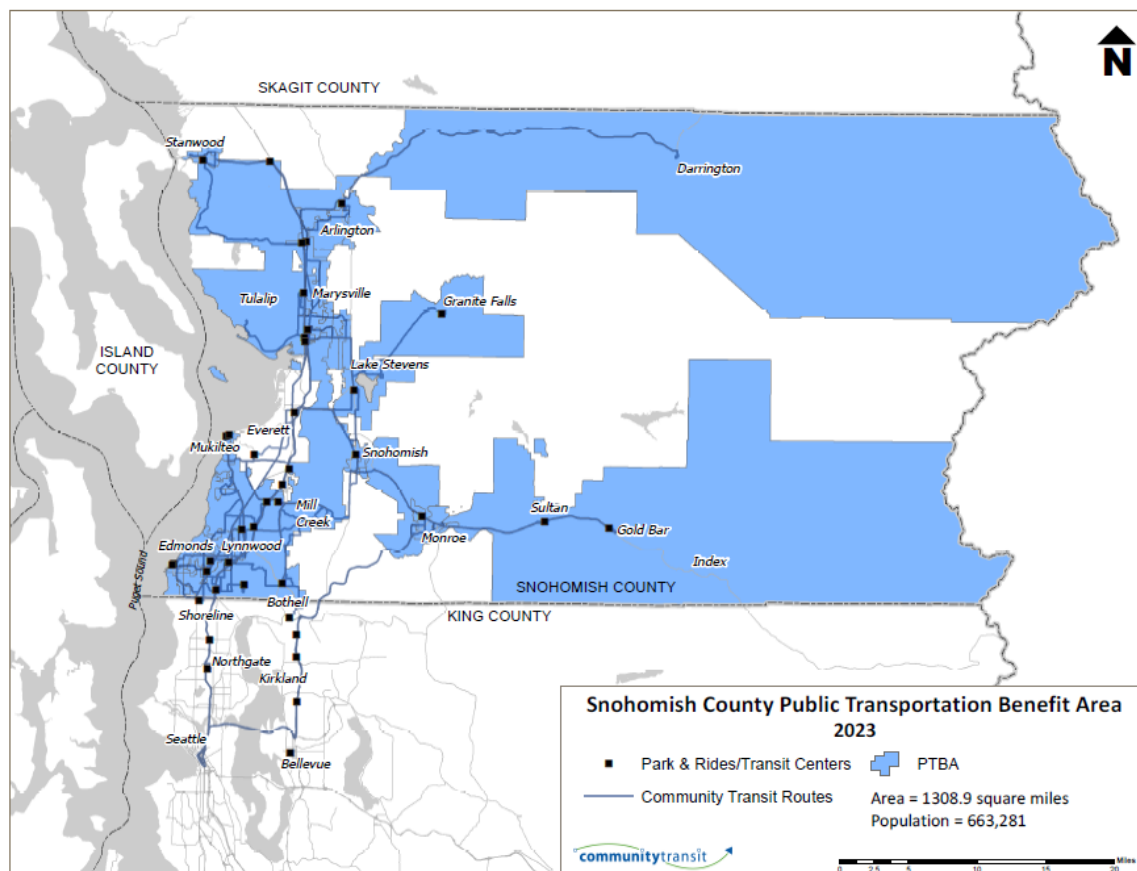 N
SKAGIT COUNTY
Stanwood
Darrington
Arlington
Tulalip
Marysville
Granite Falls
ISLAND
COUNTY
Lake Stevens
Everett
Mukilteo
Snohomish
Mill
Creek
Sultan
Monroe
Gold Bar
Edmonds
Lynnwood
Index
Puget Sound
SNOHOMISH COUNTY
Bothell
Shoreline
KING COUNTY
Northgate
Kirkland
Seattle
Bellevue
Snohomish County Public Transportation Benefit Area
2023
Park & Rides/Transit Centers
PTBA
Community Transit Routes
Area = 1308.9 square miles
Population = 663,281
communitytransit
Miles
0 2.5 5 10 15 20